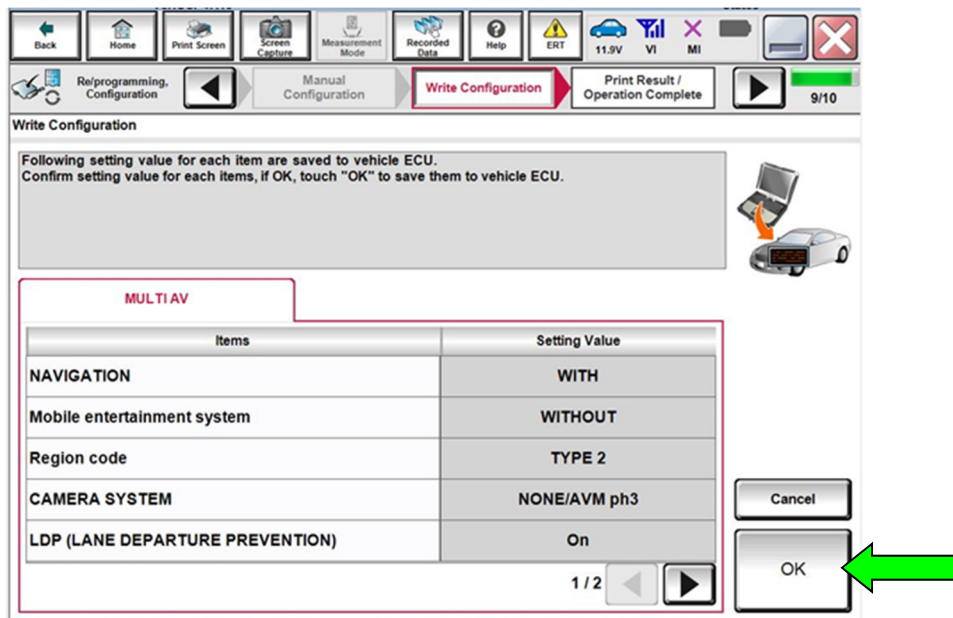 Back
Home
Print Screen
Screen
Capture
Measurement
Mode
Recorded
Data
Help
ERT
11.9V
VI
MI
Re/programming,
Configuration
Manual
Configuration
Write Configuration
Print Result /
Operation Complete
9/10
Write Configuration
Following setting value for each item are saved to vehicle ECU.
Confirm setting value for each items, if OK, touch "OK" to save them to vehicle ECU.
MULTI AV
Items Setting Value
NAVIGATION WITH
Mobile entertainment system WITHOUT
Region code TYPE 2
CAMERA SYSTEM NONE/AVM ph3
LDP (LANE DEPARTURE PREVENTION) On
1 / 2
Cancel
OK